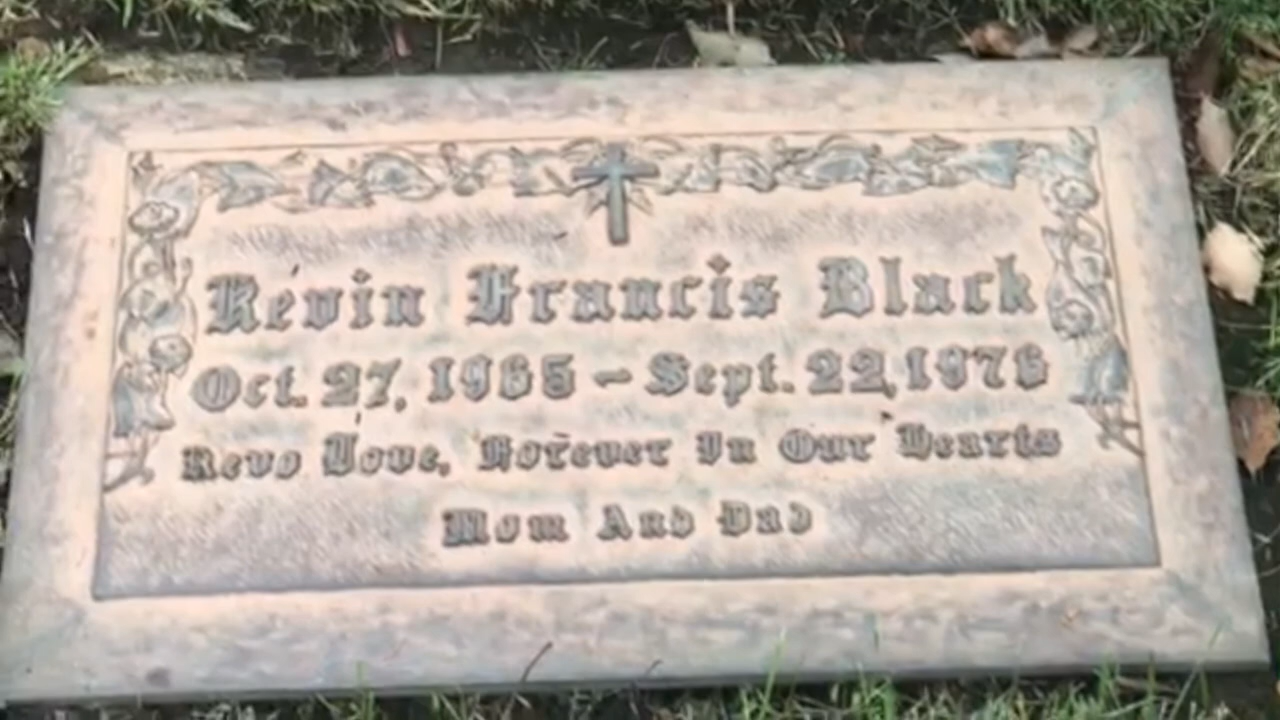 Kevin Francis Black
Oct. 27, 1965 - Sept. 22, 1976
Revo Love, Forever In Our Hearts
Mom And Dad